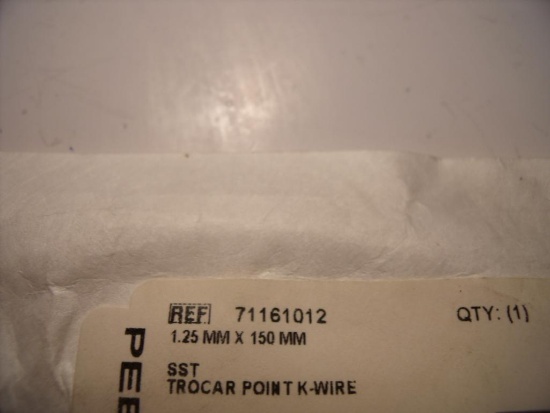 REF 71161012 QTY: (1)
1.25 MM X 150 MM
SST
TROCAR POINT K-WIRE
PEE